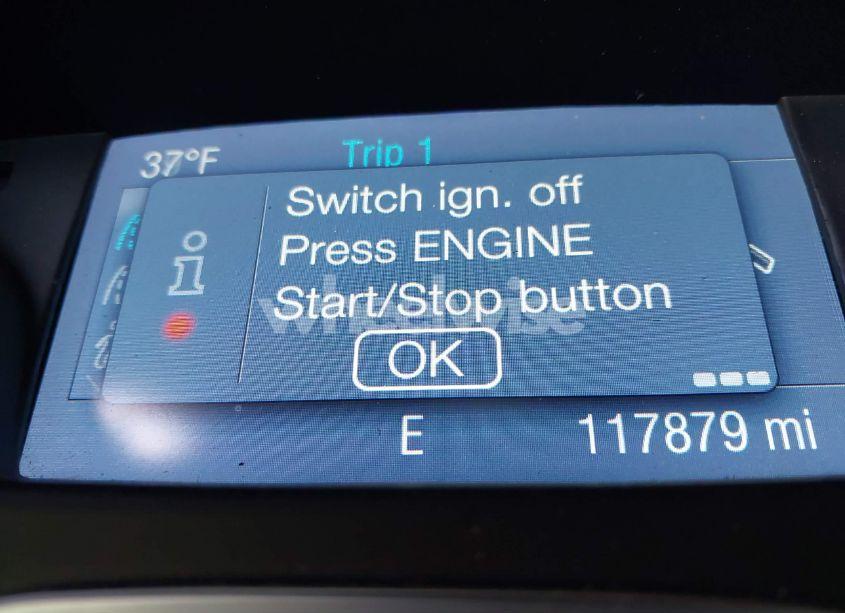 37°F
Trip 1
Switch ign. off
Press ENGINE
Start/Stop button
OK
E
117879 mi